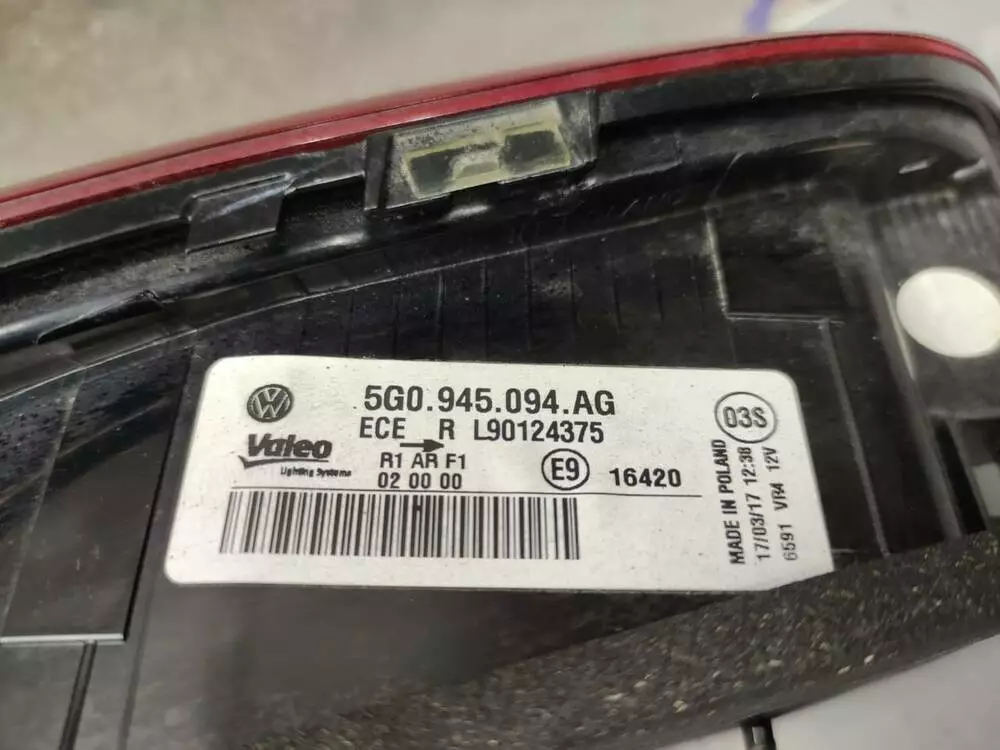 5G0.945.094.AG
ECE R L90124375
Valeo
Lighting Systems
R1 AR F1
02 00 00
E9
16420
03S
MADE IN POLAND
17/03/17 12:38
6591 VR4 12V